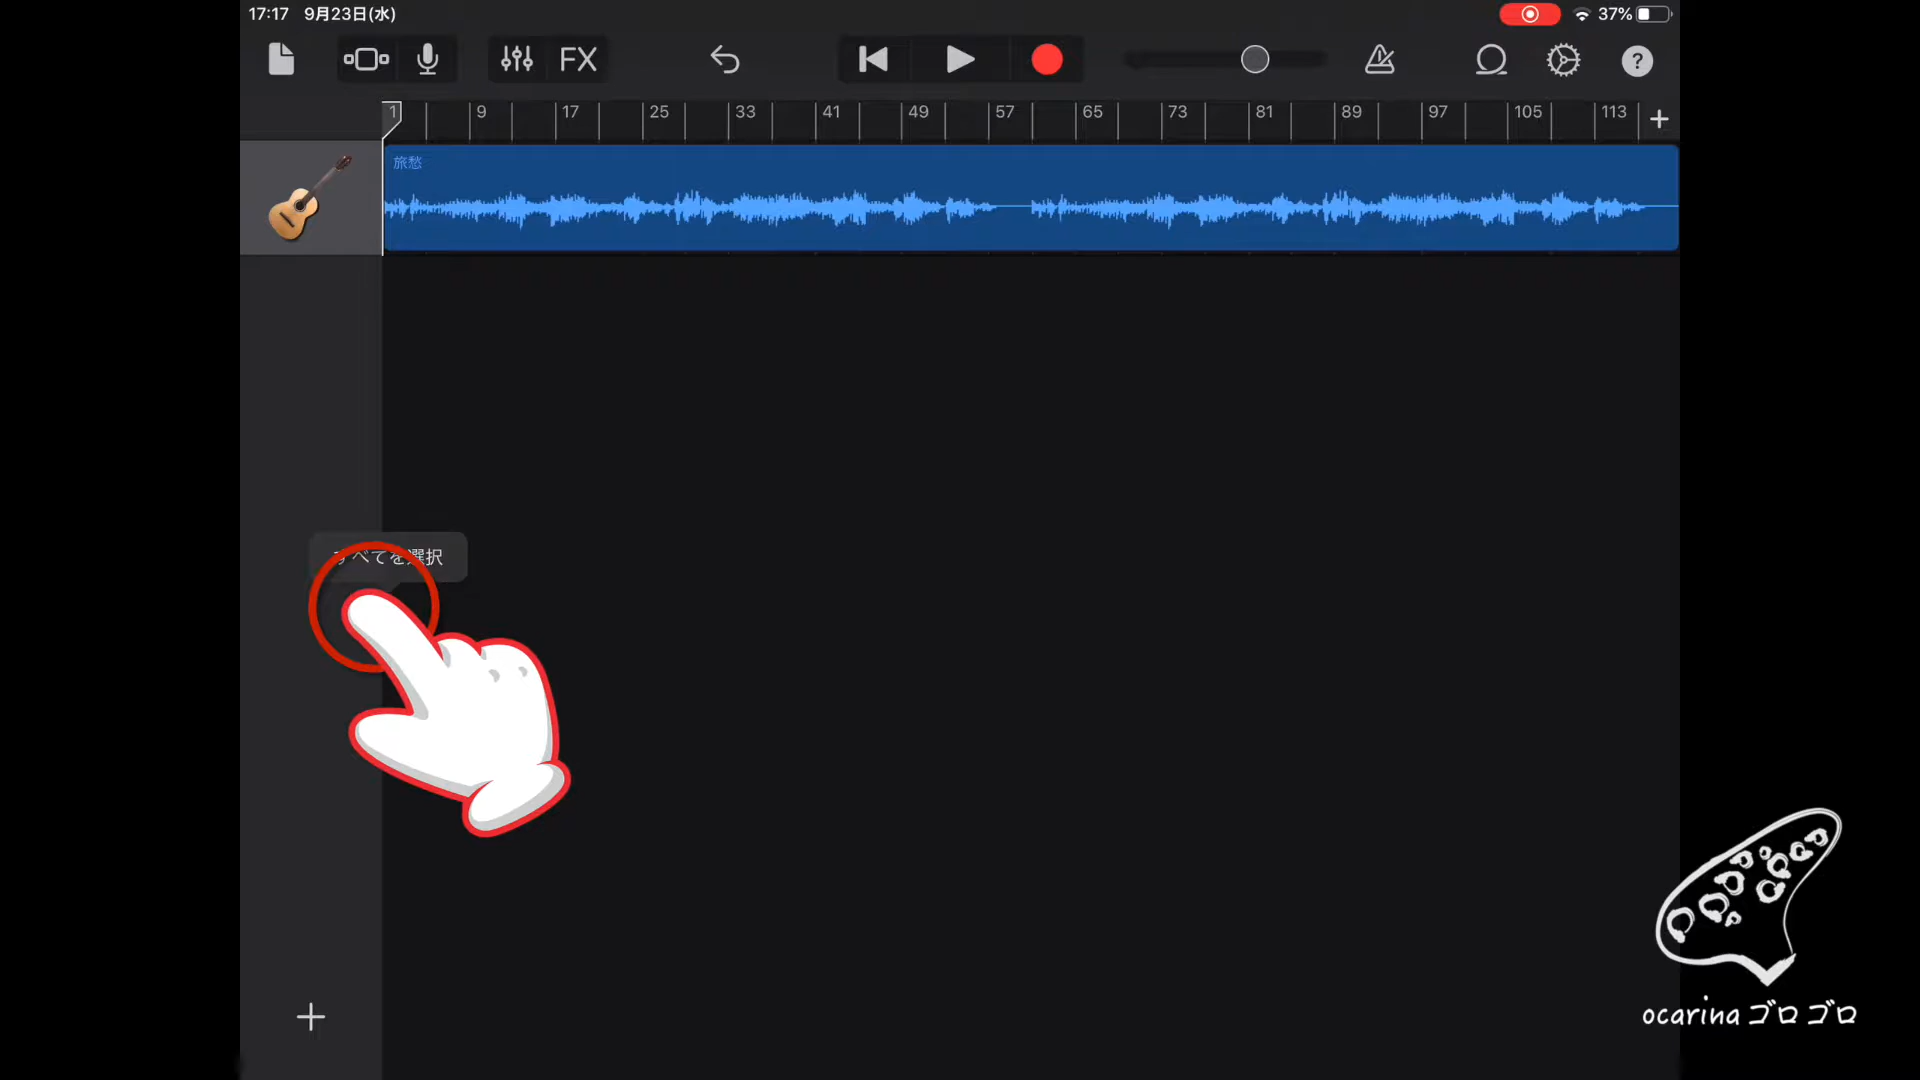 17:17 9月23日(水)
37%
FX
?
1 9 17 25 33 41 49 57 65 73 81 89 97 105 113
旅愁
すべてを選択
ocarina ゴロゴロ